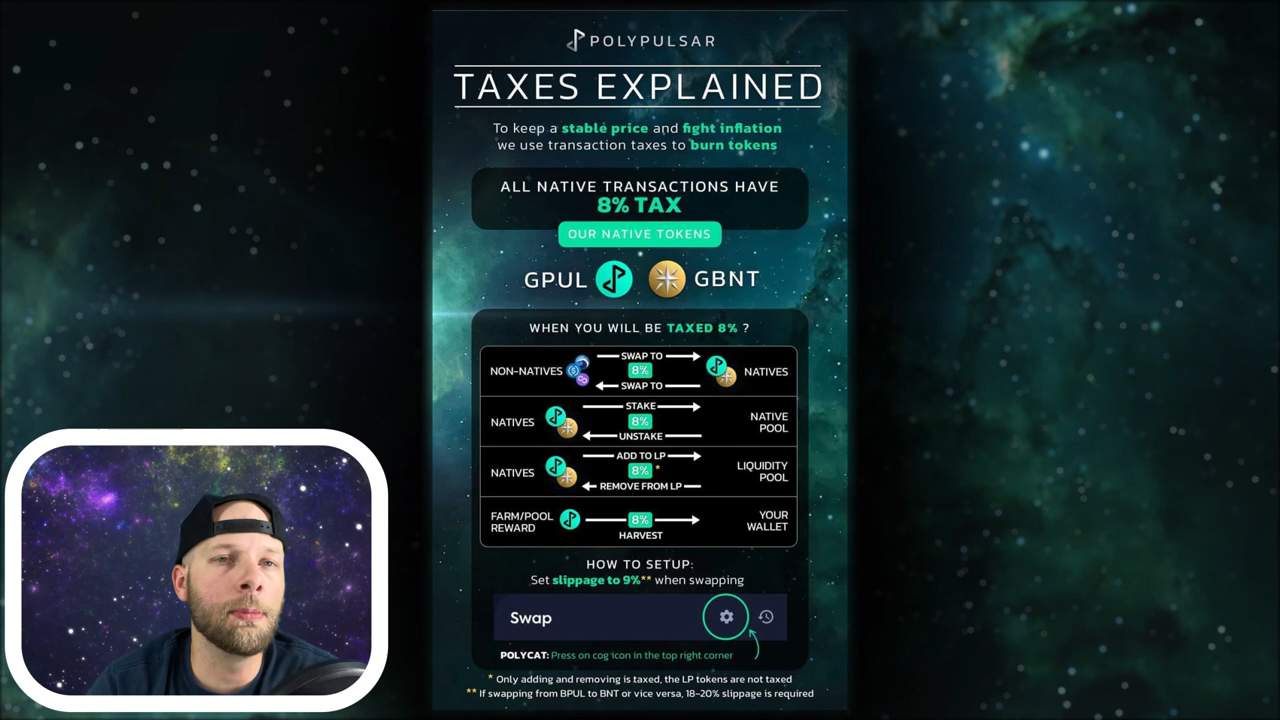 POLYPULSAR
TAXES EXPLAINED
To keep a stable price and fight inflation
we use transaction taxes to burn tokens
ALL NATIVE TRANSACTIONS HAVE
8% TAX
OUR NATIVE TOKENS
GPUL GBNT
WHEN YOU WILL BE TAXED 8% ?
SWAP TO
NON-NATIVES 8% NATIVES
SWAP TO
STAKE
NATIVES 8% NATIVE POOL
UNSTAKE
ADD TO LP
NATIVES 8% * LIQUIDITY POOL
REMOVE FROM LP
FARM/POOL REWARD 8% YOUR WALLET
HARVEST
HOW TO SETUP:
Set slippage to 9%** when swapping
Swap
POLYCAT: Press on cog icon in the top right corner
* Only adding and removing is taxed, the LP tokens are not taxed
** If swapping from BPUL to BNT or vice versa, 18-20% slippage is required